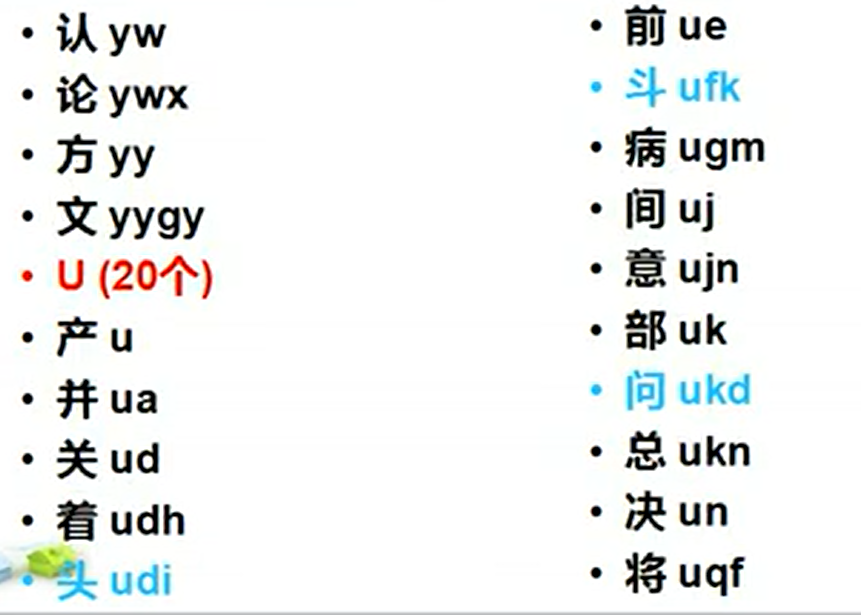 • 认 yw
• 论 ywx
• 方 yy
• 文 yygy
• U (20个)
• 产 u
• 并 ua
• 关 ud
• 着 udh
• 头 udi
• 前 ue
• 斗 ufk
• 病 ugm
• 间 uj
• 意 ujn
• 部 uk
• 问 ukd
• 总 ukn
• 决 un
• 将 uqf